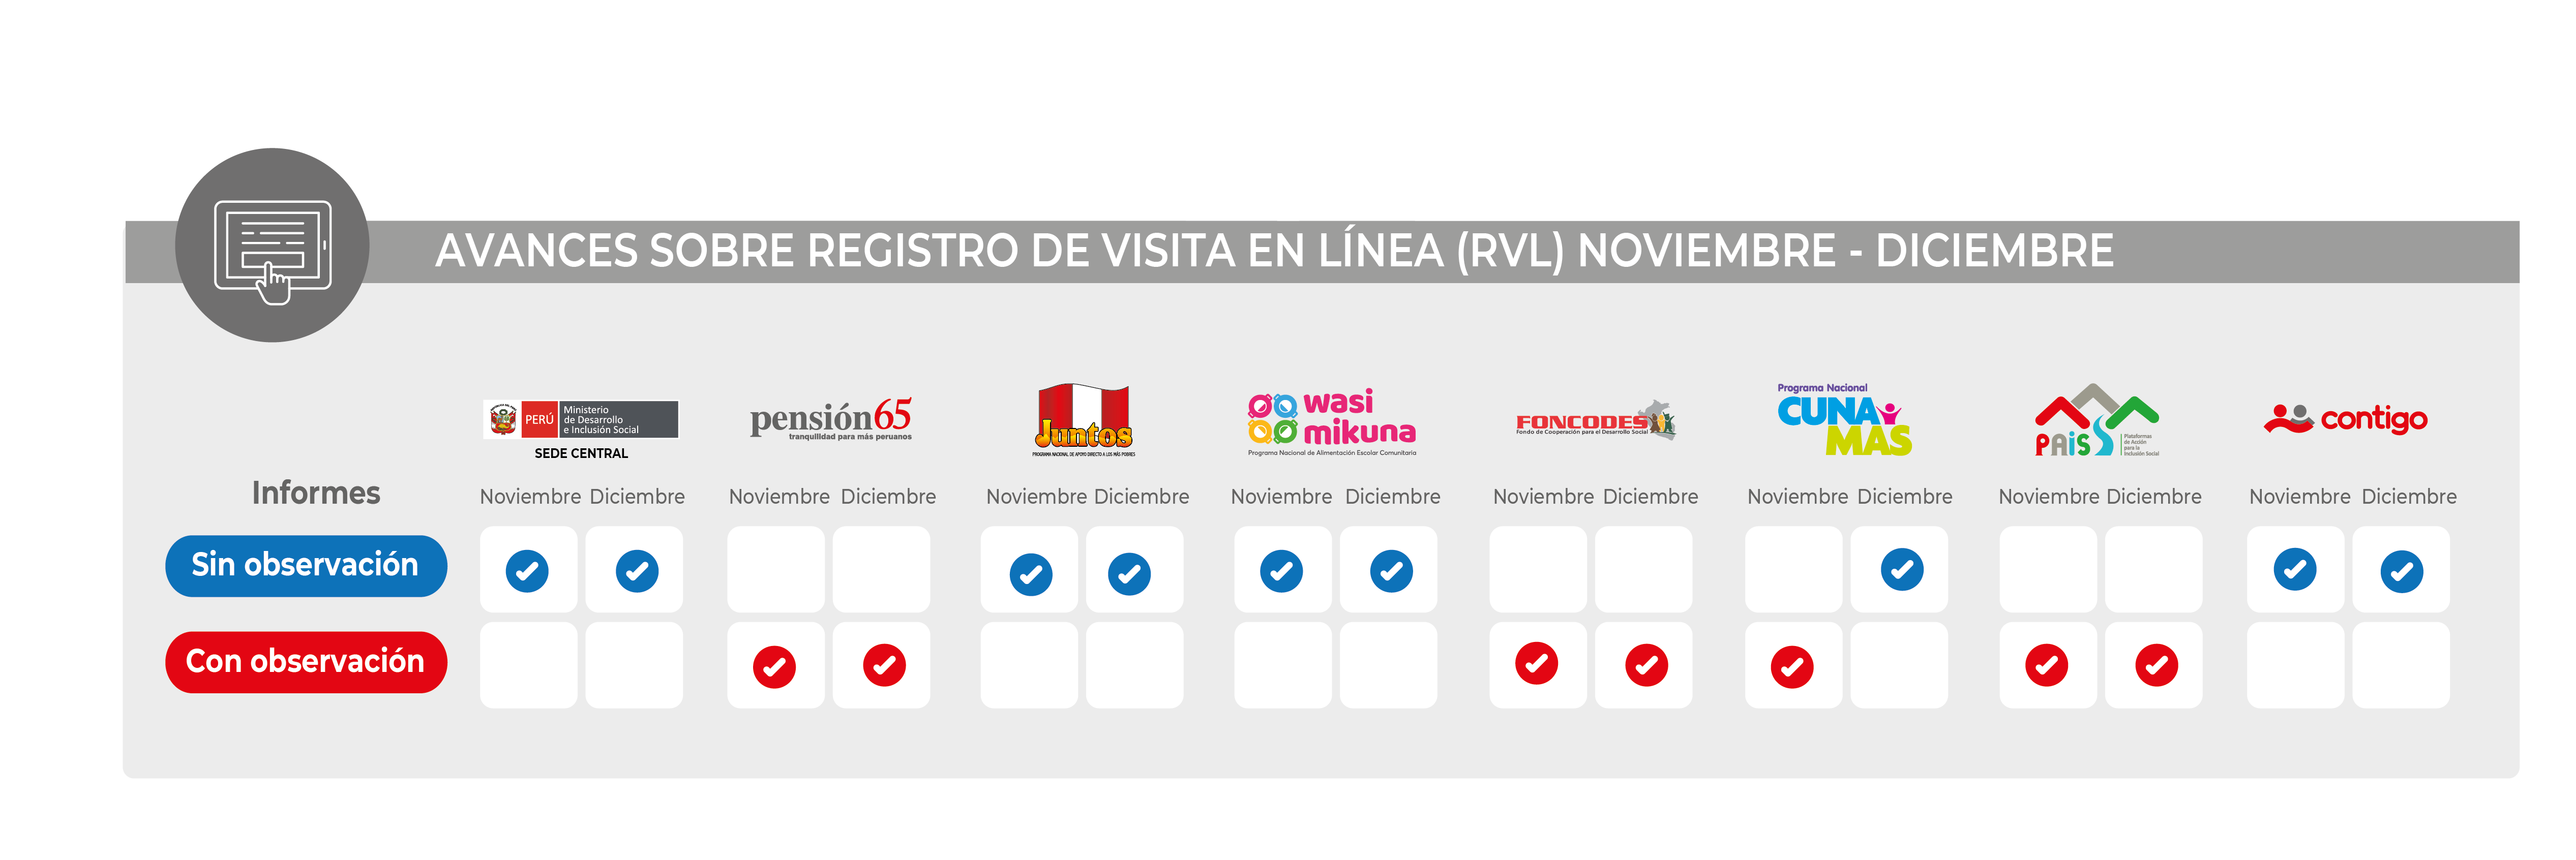 AVANCES SOBRE REGISTRO DE VISITA EN LÍNEA (RVL) NOVIEMBRE - DICIEMBRE
PERÚ
Ministerio
de Desarrollo
e Inclusión Social
SEDE CENTRAL
pensión65
tranquilidad para más peruanos
Juntos
PROGRAMA NACIONAL DE APOYO DIRECTO A LOS MÁS POBRES
wasi
mikuna
Programa Nacional de Alimentación Escolar Comunitaria
FONCODES
Fondo de Cooperación para el Desarrollo Social
Programa Nacional
CUNA
MAS
PAiS
Plataformas
de Acción
para la
Inclusión Social
contigo
Informes
Noviembre Diciembre
Noviembre Diciembre
Noviembre Diciembre
Noviembre Diciembre
Noviembre Diciembre
Noviembre Diciembre
Noviembre Diciembre
Noviembre Diciembre
Sin observación
Con observación